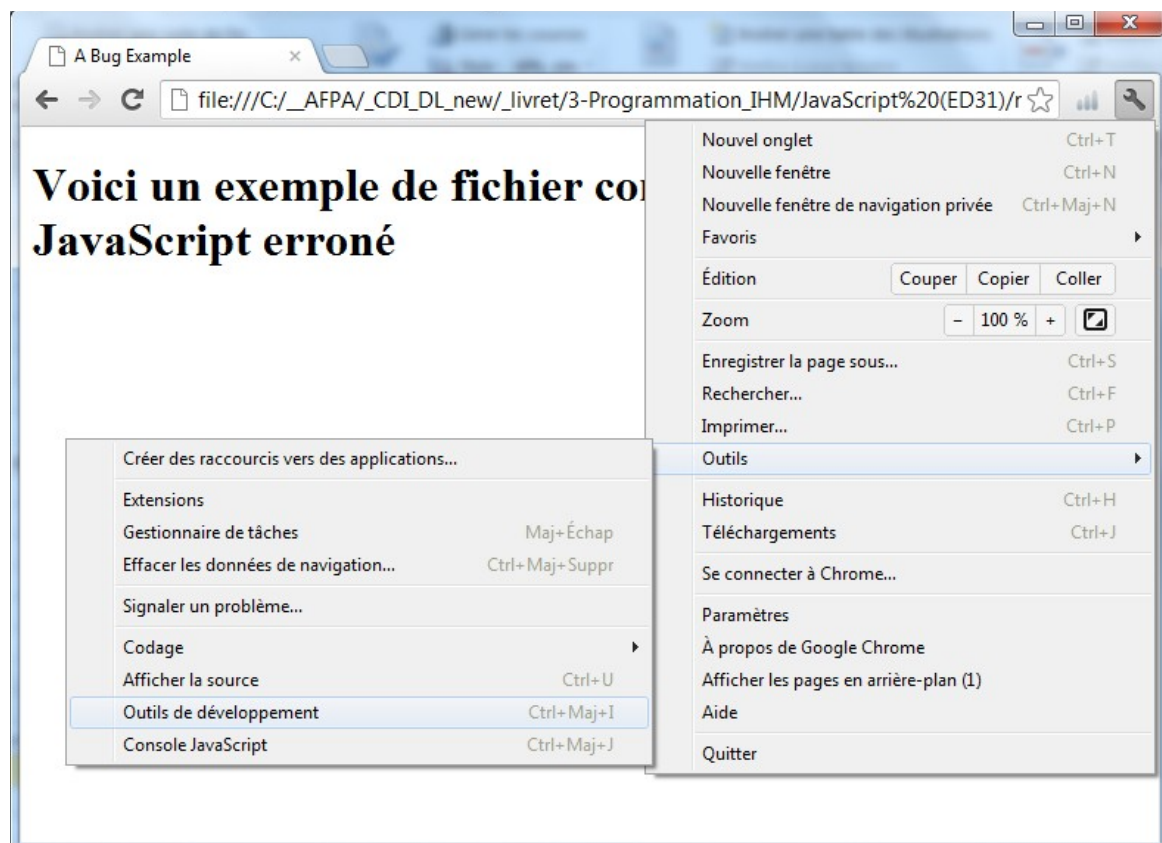 A Bug Example
file:///C:/__AFPA/_CDI_DL_new/_livret/3-Programmation_IHM/JavaScript%20(ED31)/r
Voici un exemple de fichier
JavaScript erroné
Nouvel onglet Ctrl+T
Nouvelle fenêtre Ctrl+N
Nouvelle fenêtre de navigation privée Ctrl+Maj+N
Favoris
Édition Couper Copier Coller
Zoom - 100 % +
Enregistrer la page sous... Ctrl+S
Rechercher... Ctrl+F
Imprimer... Ctrl+P
Outils
Historique Ctrl+H
Téléchargements Ctrl+J
Se connecter à Chrome...
Paramètres
À propos de Google Chrome
Afficher les pages en arrière-plan (1)
Aide
Quitter
Créer des raccourcis vers des applications...
Extensions
Gestionnaire de tâches Maj+Échap
Effacer les données de navigation... Ctrl+Maj+Suppr
Signaler un problème...
Codage
Afficher la source Ctrl+U
Outils de développement Ctrl+Maj+I
Console JavaScript Ctrl+Maj+J